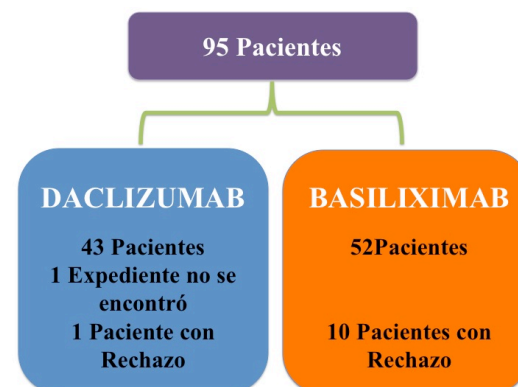 95 Pacientes
DACLIZUMAB
43 Pacientes
1 Expediente no se
encontró
1 Paciente con
Rechazo
BASILIXIMAB
52Pacientes
10 Pacientes con
Rechazo